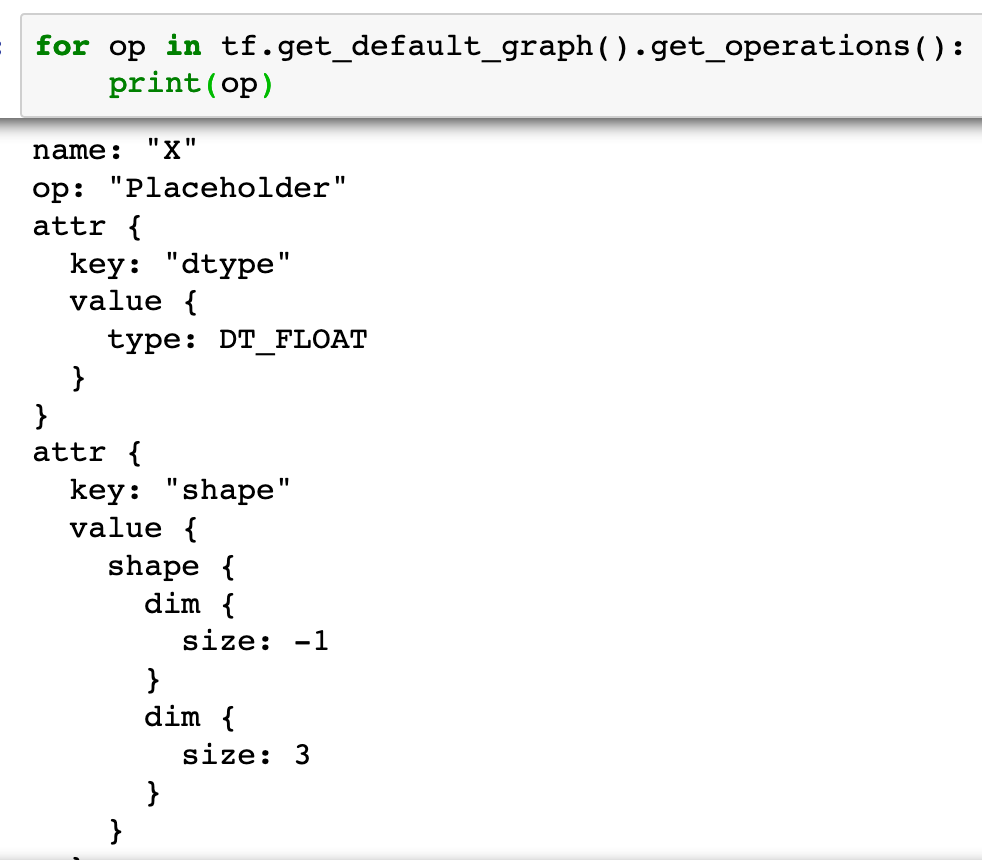 for op in tf.get_default_graph().get_operations():
    print(op)
name: "X"
op: "Placeholder"
attr {
  key: "dtype"
  value {
    type: DT_FLOAT
  }
}
attr {
  key: "shape"
  value {
    shape {
      dim {
        size: -1
      }
      dim {
        size: 3
      }
    }